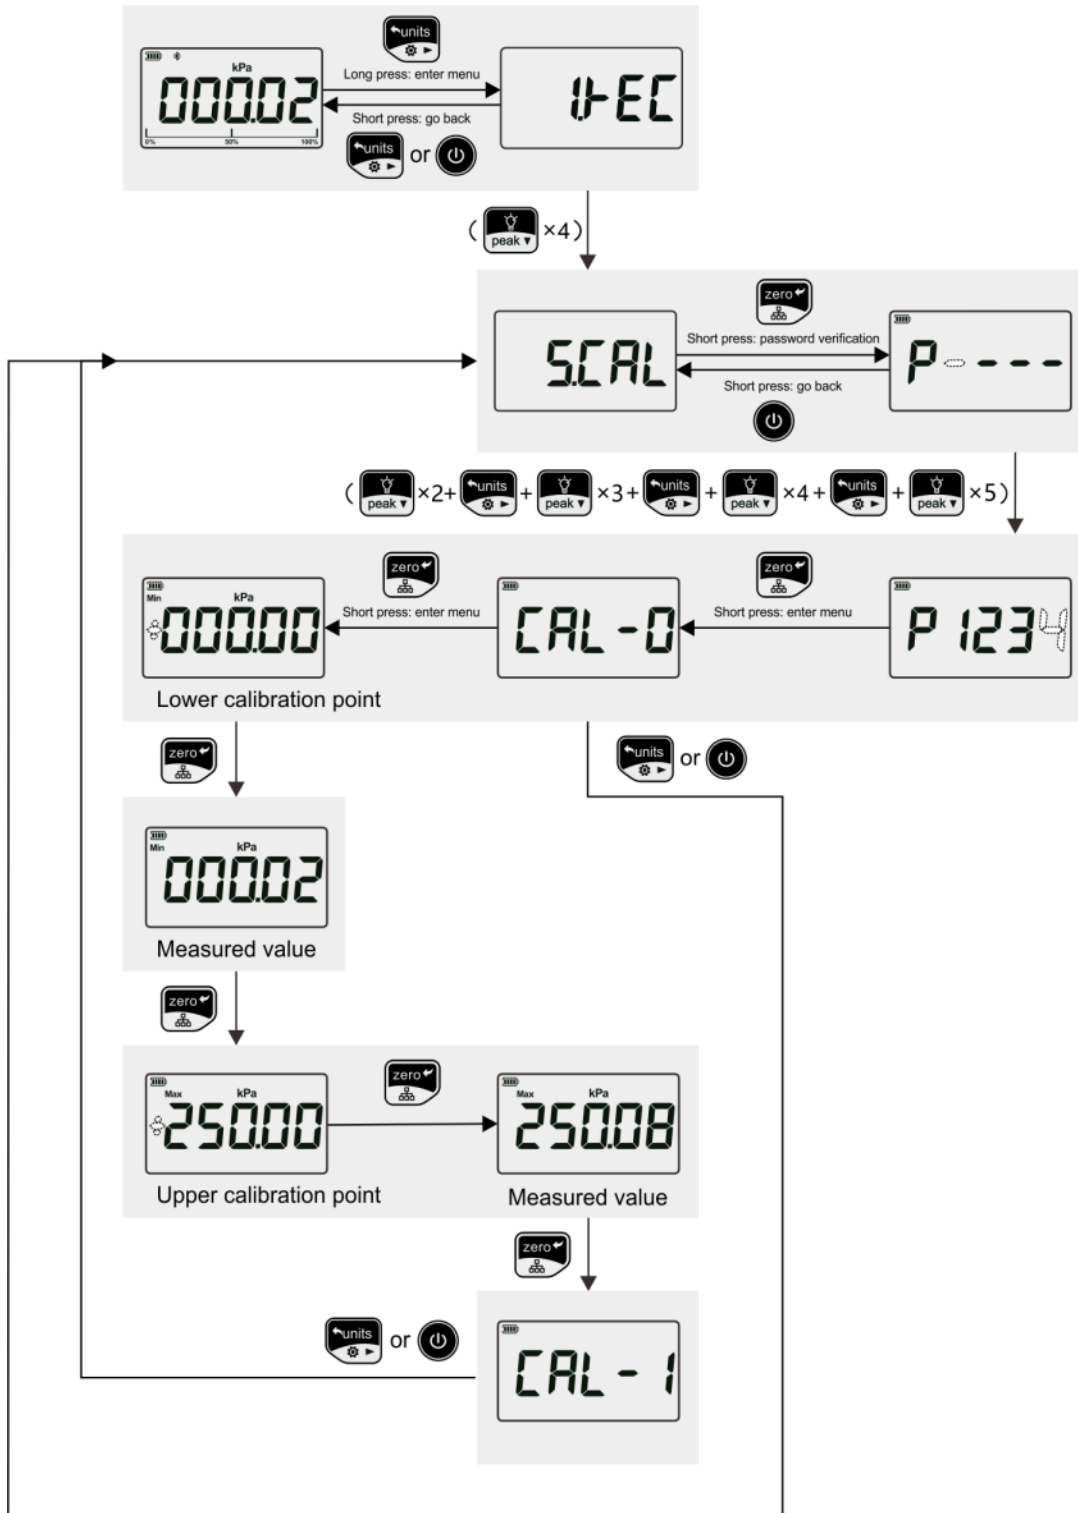 units
kPa
000.02
0% 50% 100%
Long press: enter menu
Short press: go back
units or
1.rEC
( peak ▼ ×4 )
zero
5.CAL
Short press: password verification
P - - - -
Short press: go back
( peak ▼ ×2+ units + peak ▼ ×3+ units + peak ▼ ×4+ units + peak ▼ ×5 )
Min
kPa
000.00
zero
Short press: enter menu
CAL -0
zero
Short press: enter menu
P 1234
Lower calibration point
zero
units or
Min
kPa
000.02
Measured value
zero
Max
kPa
250.00
zero
Max
kPa
250.08
Upper calibration point
Measured value
zero
units or
CAL - 1